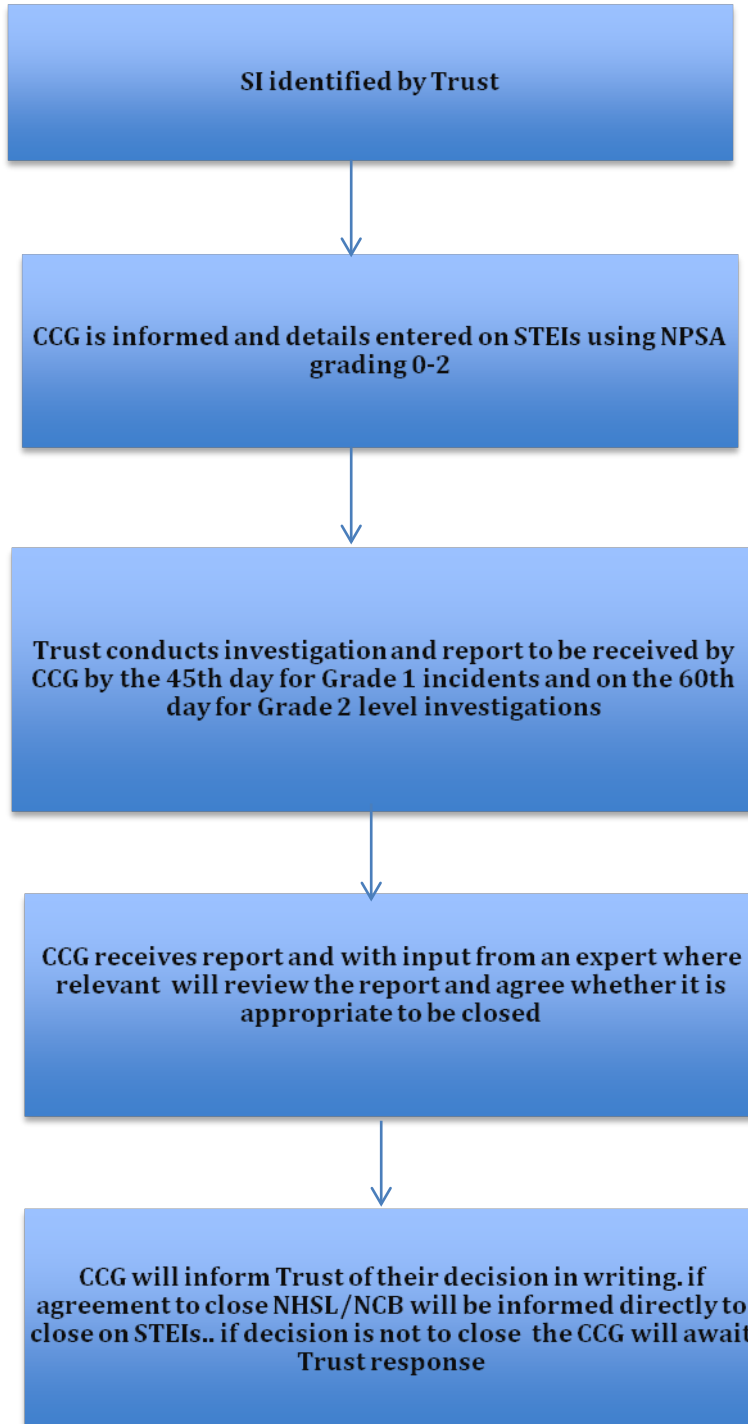 SI identified by Trust
CCG is informed and details entered on STEIs using NPSA
grading 0-2
Trust conducts investigation and report to be received by
CCG by the 45th day for Grade 1 incidents and on the 60th
day for Grade 2 level investigations
CCG receives report and with input from an expert where
relevant will review the report and agree whether it is
appropriate to be closed
CCG will inform Trust of their decision in writing. if
agreement to close NHSL/NCB will be informed directly to
close on STEIs.. if decision is not to close the CCG will await
Trust response